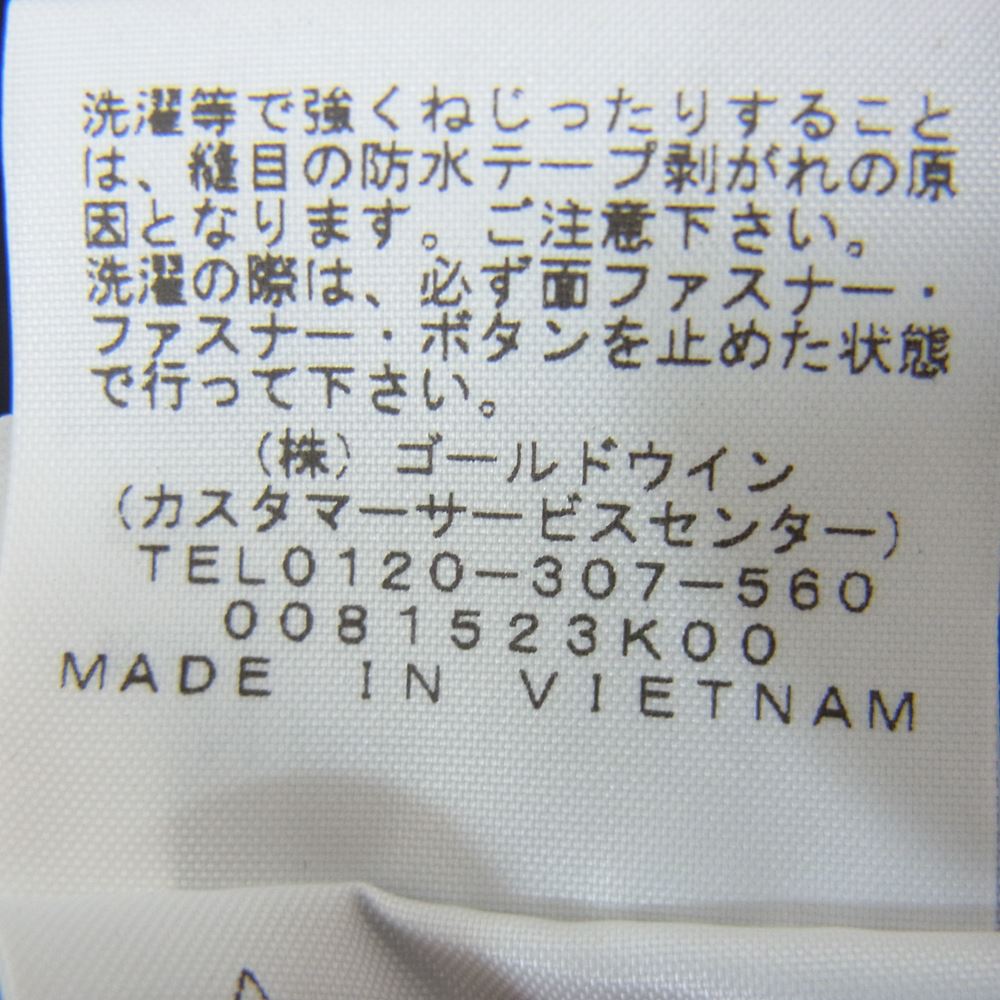 洗濯等で強くねじったりすること
は、縫目の防水テープ剥がれの原
因となります。ご注意下さい。
洗濯の際は、必ず面ファスナー・
ファスナー・ボタンを止めた状態
で行って下さい。
(株)ゴールドウイン
(カスタマーサービスセンター)
TEL0120-307-560
0081523K00
MADE IN VIETNAM